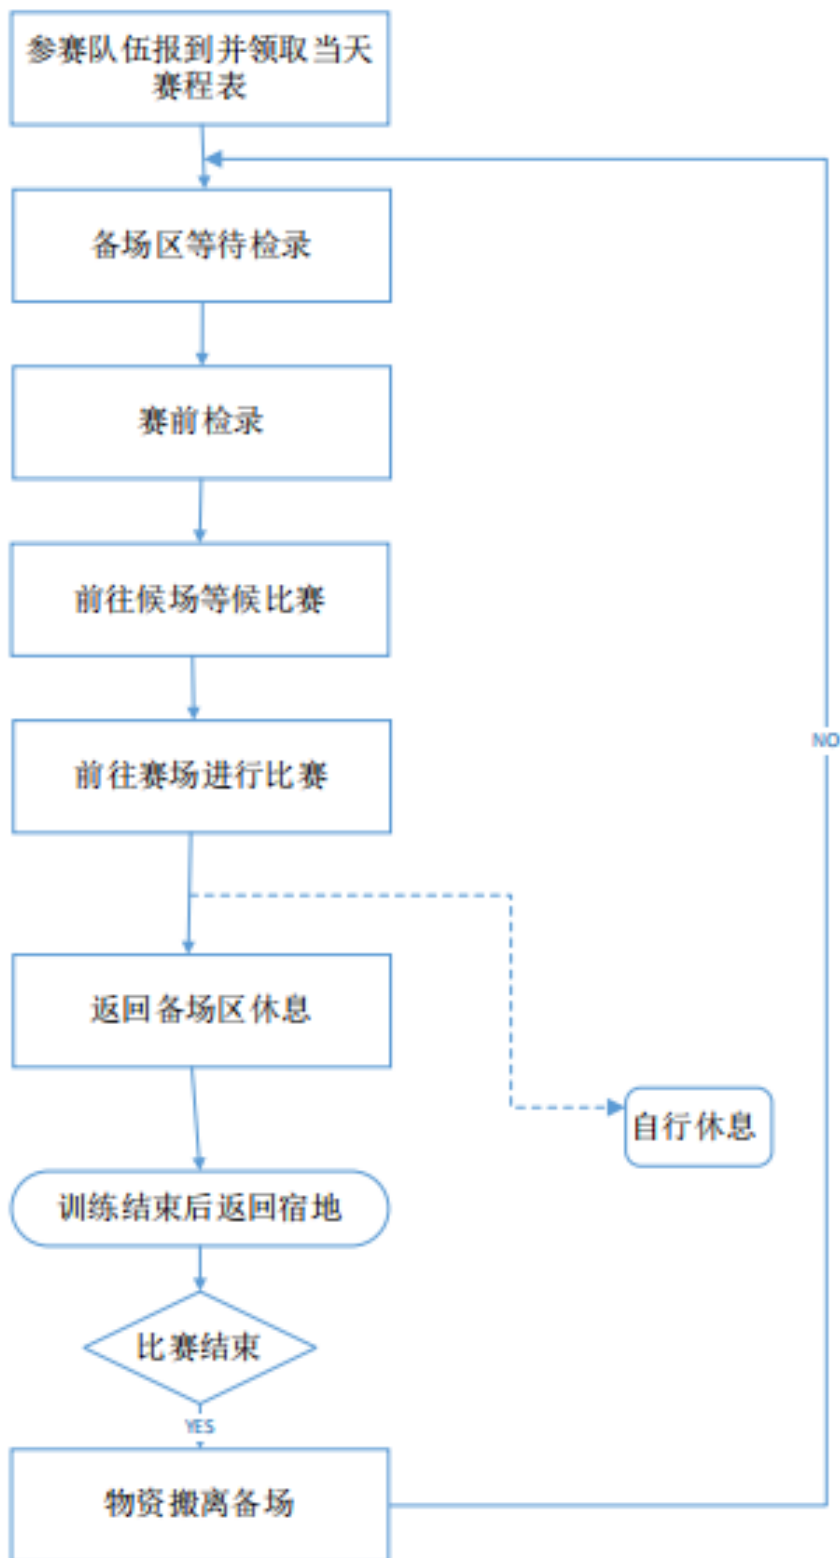 参赛队伍报到并领取当天
赛程表
备场区等待检录
赛前检录
前往候场等候比赛
前往赛场进行比赛
NO
返回备场区休息
自行休息
训练结束后返回宿地
比赛结束
YES
物资搬离备场